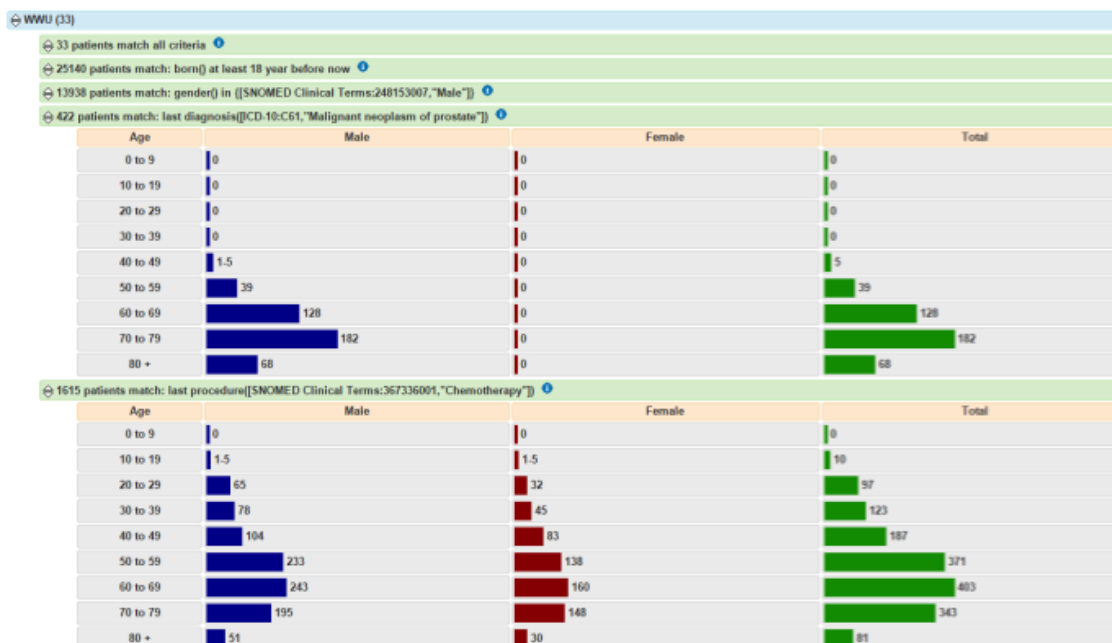 WWU (33)
33 patients match all criteria
25140 patients match: born() at least 18 year before now
13938 patients match: gender() in ([SNOMED Clinical Terms:248153007,"Male"])
422 patients match: last diagnosis([ICD-10:C61,"Malignant neoplasm of prostate"])
Age Male Female Total
0 to 9 0 0 0
10 to 19 0 0 0
20 to 29 0 0 0
30 to 39 0 0 0
40 to 49 1-5 0 5
50 to 59 39 0 39
60 to 69 128 0 128
70 to 79 182 0 182
80 + 68 0 68
1615 patients match: last procedure([SNOMED Clinical Terms:367336001,"Chemotherapy"])
Age Male Female Total
0 to 9 0 0 0
10 to 19 1-5 1-5 10
20 to 29 65 32 97
30 to 39 78 45 123
40 to 49 104 83 187
50 to 59 233 138 371
60 to 69 243 160 403
70 to 79 195 148 343
80 + 51 30 81